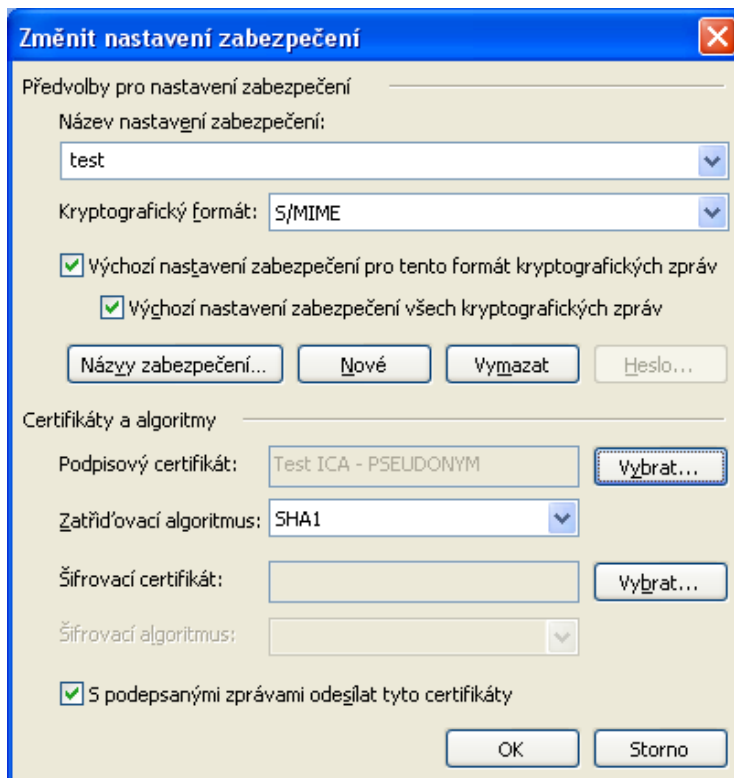 Změnit nastavení zabezpečení
Předvolby pro nastavení zabezpečení
Název nastavení zabezpečení:
test
Kryptografický formát: S/MIME
Výchozí nastavení zabezpečení pro tento formát kryptografických zpráv
Výchozí nastavení zabezpečení všech kryptografických zpráv
Názvy zabezpečení... Nové Vymazat Heslo...
Certifikáty a algoritmy
Podpisový certifikát: Test ICA - PSEUDONYM Vybrat...
Zatřiďovací algoritmus: SHA1
Šifrovací certifikát: Vybrat...
Šifrovací algoritmus:
S podepsanými zprávami odesílat tyto certifikáty
OK Storno